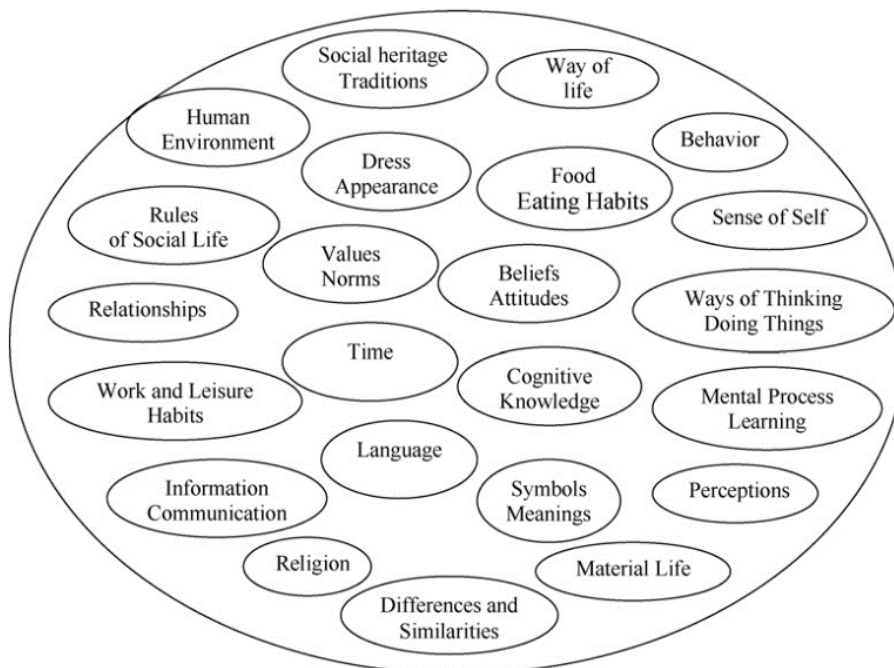 Social heritage
Traditions
Way of
life
Human
Environment
Behavior
Dress
Appearance
Food
Eating Habits
Rules
of Social Life
Sense of Self
Values
Norms
Beliefs
Attitudes
Relationships
Ways of Thinking
Doing Things
Time
Work and Leisure
Habits
Cognitive
Knowledge
Mental Process
Learning
Language
Information
Communication
Symbols
Meanings
Perceptions
Religion
Material Life
Differences and
Similarities